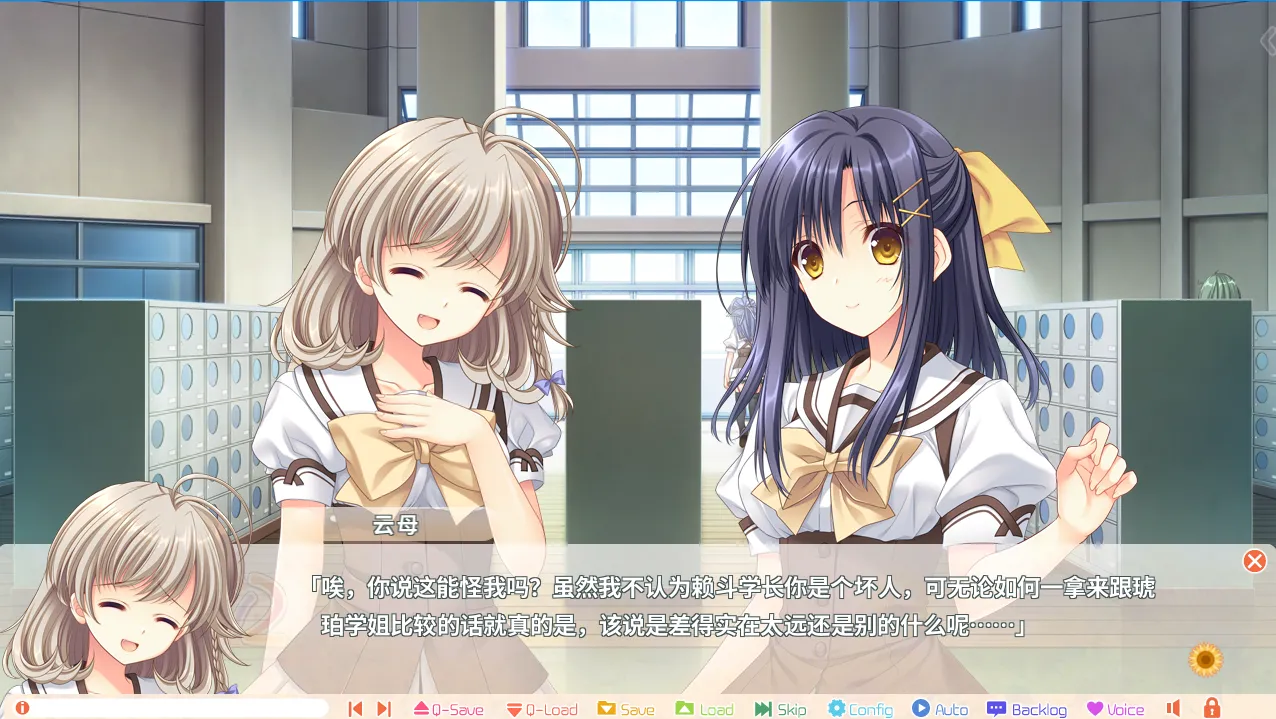 云母
「唉，你说这能怪我吗？虽然我不认为赖斗学长你是个坏人，可无论如何一拿来跟琥
珀学姐比较的话就真的是，该说是差得实在太远还是别的什么呢……」
Q-Save Q-Load Save Load Skip Config Auto Backlog Voice